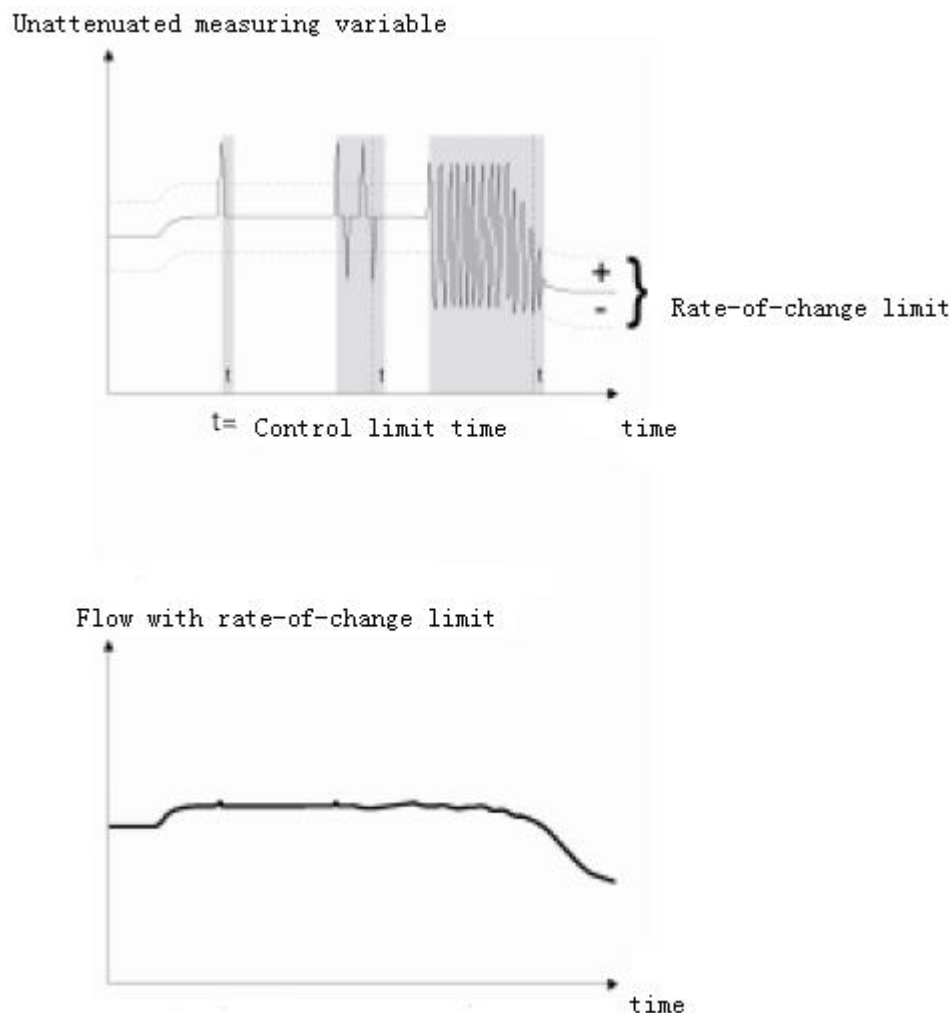 Unattenuated measuring variable
+
-
Rate-of-change limit
t
t
t
t= Control limit time
time
Flow with rate-of-change limit
time